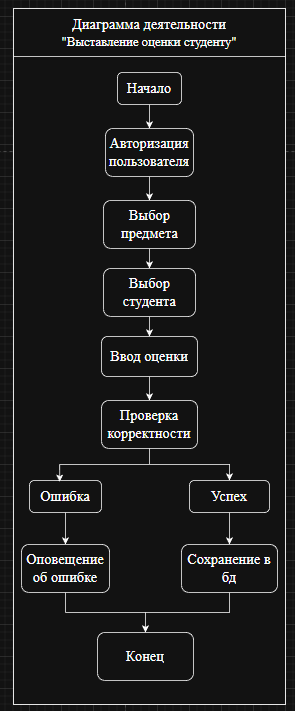 Диаграмма деятельности
"Выставление оценки студенту"
Начало
Авторизация
пользователя
Выбор
предмета
Выбор
студента
Ввод оценки
Проверка
корректности
Ошибка
Успех
Оповещение
об ошибке
Сохранение в
бд
Конец